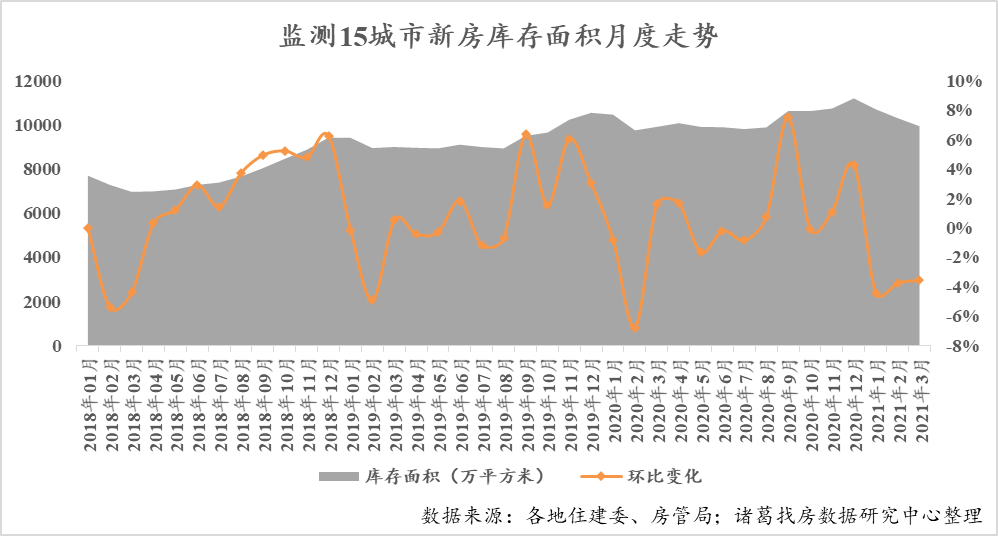 监测15城市新房库存面积月度走势
12000
10000
8000
6000
4000
2000
0
10%
8%
6%
4%
2%
0%
-2%
-4%
-6%
-8%
2018年01月
2018年02月
2018年03月
2018年04月
2018年05月
2018年06月
2018年07月
2018年08月
2018年09月
2018年10月
2018年11月
2018年12月
2019年01月
2019年02月
2019年03月
2019年04月
2019年05月
2019年06月
2019年07月
2019年08月
2019年09月
2019年10月
2019年11月
2019年12月
2020年1月
2020年2月
2020年3月
2020年4月
2020年5月
2020年6月
2020年7月
2020年8月
2020年9月
2020年10月
2020年11月
2020年12月
2021年1月
2021年2月
2021年3月
库存面积（万平方米） 环比变化
数据来源：各地住建委、房管局；诸葛找房数据研究中心整理